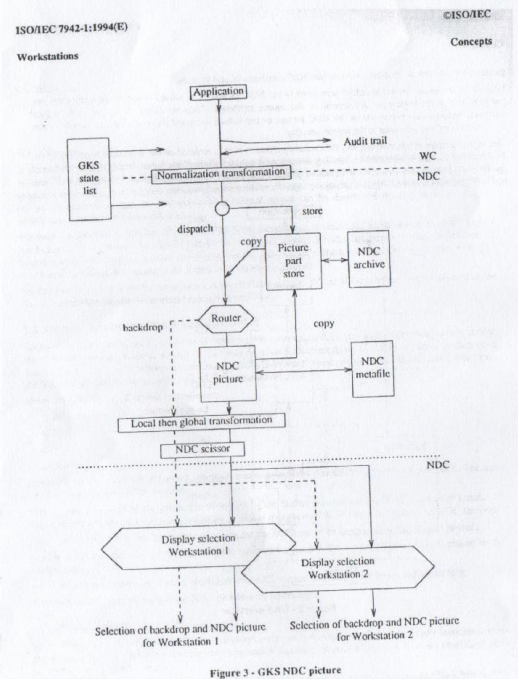 ©ISO/IEC
ISO/IEC 7942-1:1994(E)
Concepts
Workstations
Application
Audit trail
GKS
state
list
WC
Normalization transformation
NDC
store
dispatch
copy
Picture
part
store
NDC
archive
Router
backdrop
copy
NDC
picture
NDC
metafile
Local then global transformation
NDC scissor
NDC
Display selection
Workstation 1
Display selection
Workstation 2
Selection of backdrop and NDC picture
for Workstation 1
Selection of backdrop and NDC picture
for Workstation 2
Figure 3 - GKS NDC picture